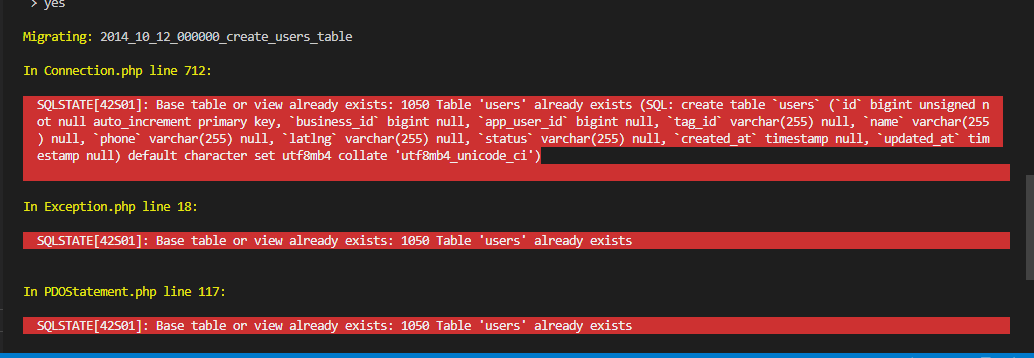 > yes
Migrating: 2014_10_12_000000_create_users_table
In Connection.php line 712:
SQLSTATE[42S01]: Base table or view already exists: 1050 Table 'users' already exists (SQL: create table `users` (`id` bigint unsigned n
ot null auto_increment primary key, `business_id` bigint null, `app_user_id` bigint null, `tag_id` varchar(255) null, `name` varchar(255
) null, `phone` varchar(255) null, `latlng` varchar(255) null, `status` varchar(255) null, `created_at` timestamp null, `updated_at` tim
estamp null) default character set utf8mb4 collate 'utf8mb4_unicode_ci')
In Exception.php line 18:
SQLSTATE[42S01]: Base table or view already exists: 1050 Table 'users' already exists
In PDOStatement.php line 117:
SQLSTATE[42S01]: Base table or view already exists: 1050 Table 'users' already exists